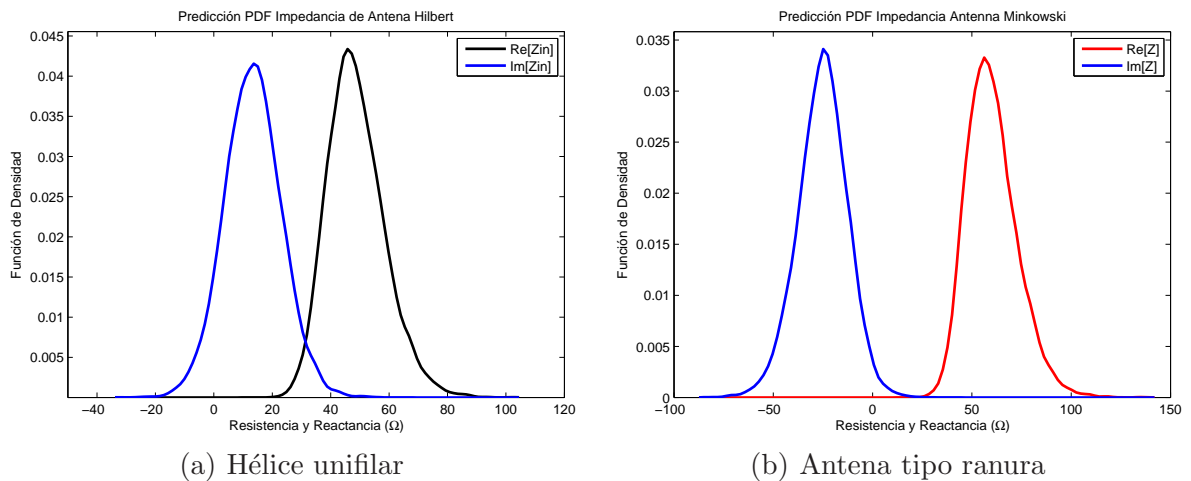 Predicción PDF Impedancia de Antena Hilbert
Función de Densidad
0.045
0.04
0.035
0.03
0.025
0.02
0.015
0.01
0.005
Re[Zin]
Im[Zin]
−40 −20 0 20 40 60 80 100 120
Resistencia y Reactancia (Ω)
(a) Hélice unifilar
Predicción PDF Impedancia Antenna Minkowski
Función de Densidad
0.035
0.03
0.025
0.02
0.015
0.01
0.005
0
Re[Z]
Im[Z]
−100 −50 0 50 100 150
Resistencia y Reactancia (Ω)
(b) Antena tipo ranura